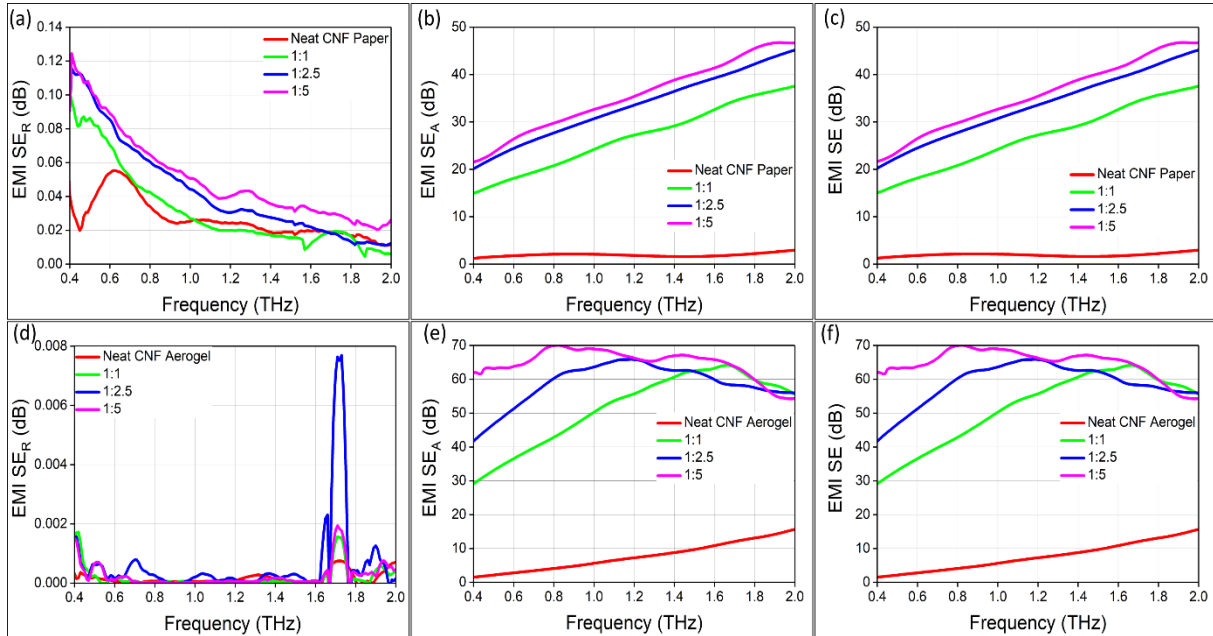 (a)
EMI SE_R (dB)
0.14
0.12
0.10
0.08
0.06
0.04
0.02
0.00
Neat CNF Paper
1:1
1:2.5
1:5
0.4 0.6 0.8 1.0 1.2 1.4 1.6 1.8 2.0
Frequency (THz)
(b)
EMI SE_A (dB)
50
40
30
20
10
0
Neat CNF Paper
1:1
1:2.5
1:5
0.4 0.6 0.8 1.0 1.2 1.4 1.6 1.8 2.0
Frequency (THz)
(c)
EMI SE (dB)
50
40
30
20
10
0
Neat CNF Paper
1:1
1:2.5
1:5
0.4 0.6 0.8 1.0 1.2 1.4 1.6 1.8 2.0
Frequency (THz)
(d)
EMI SE_R (dB)
0.008
0.006
0.004
0.002
0.000
Neat CNF Aerogel
1:1
1:2.5
1:5
0.4 0.6 0.8 1.0 1.2 1.4 1.6 1.8 2.0
Frequency (THz)
(e)
EMI SE_A (dB)
70
60
50
40
30
20
10
0
Neat CNF Aerogel
1:1
1:2.5
1:5
0.4 0.6 0.8 1.0 1.2 1.4 1.6 1.8 2.0
Frequency (THz)
(f)
EMI SE (dB)
70
60
50
40
30
20
10
0
Neat CNF Aerogel
1:1
1:2.5
1:5
0.4 0.6 0.8 1.0 1.2 1.4 1.6 1.8 2.0
Frequency (THz)